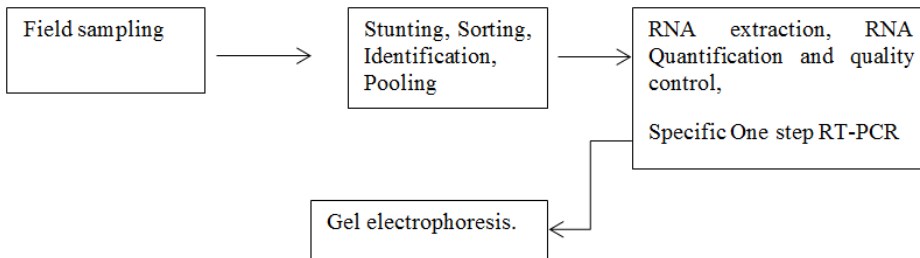 Field sampling
Stunting, Sorting,
Identification,
Pooling
RNA extraction, RNA
Quantification and quality
control,
Specific One step RT-PCR
Gel electrophoresis.